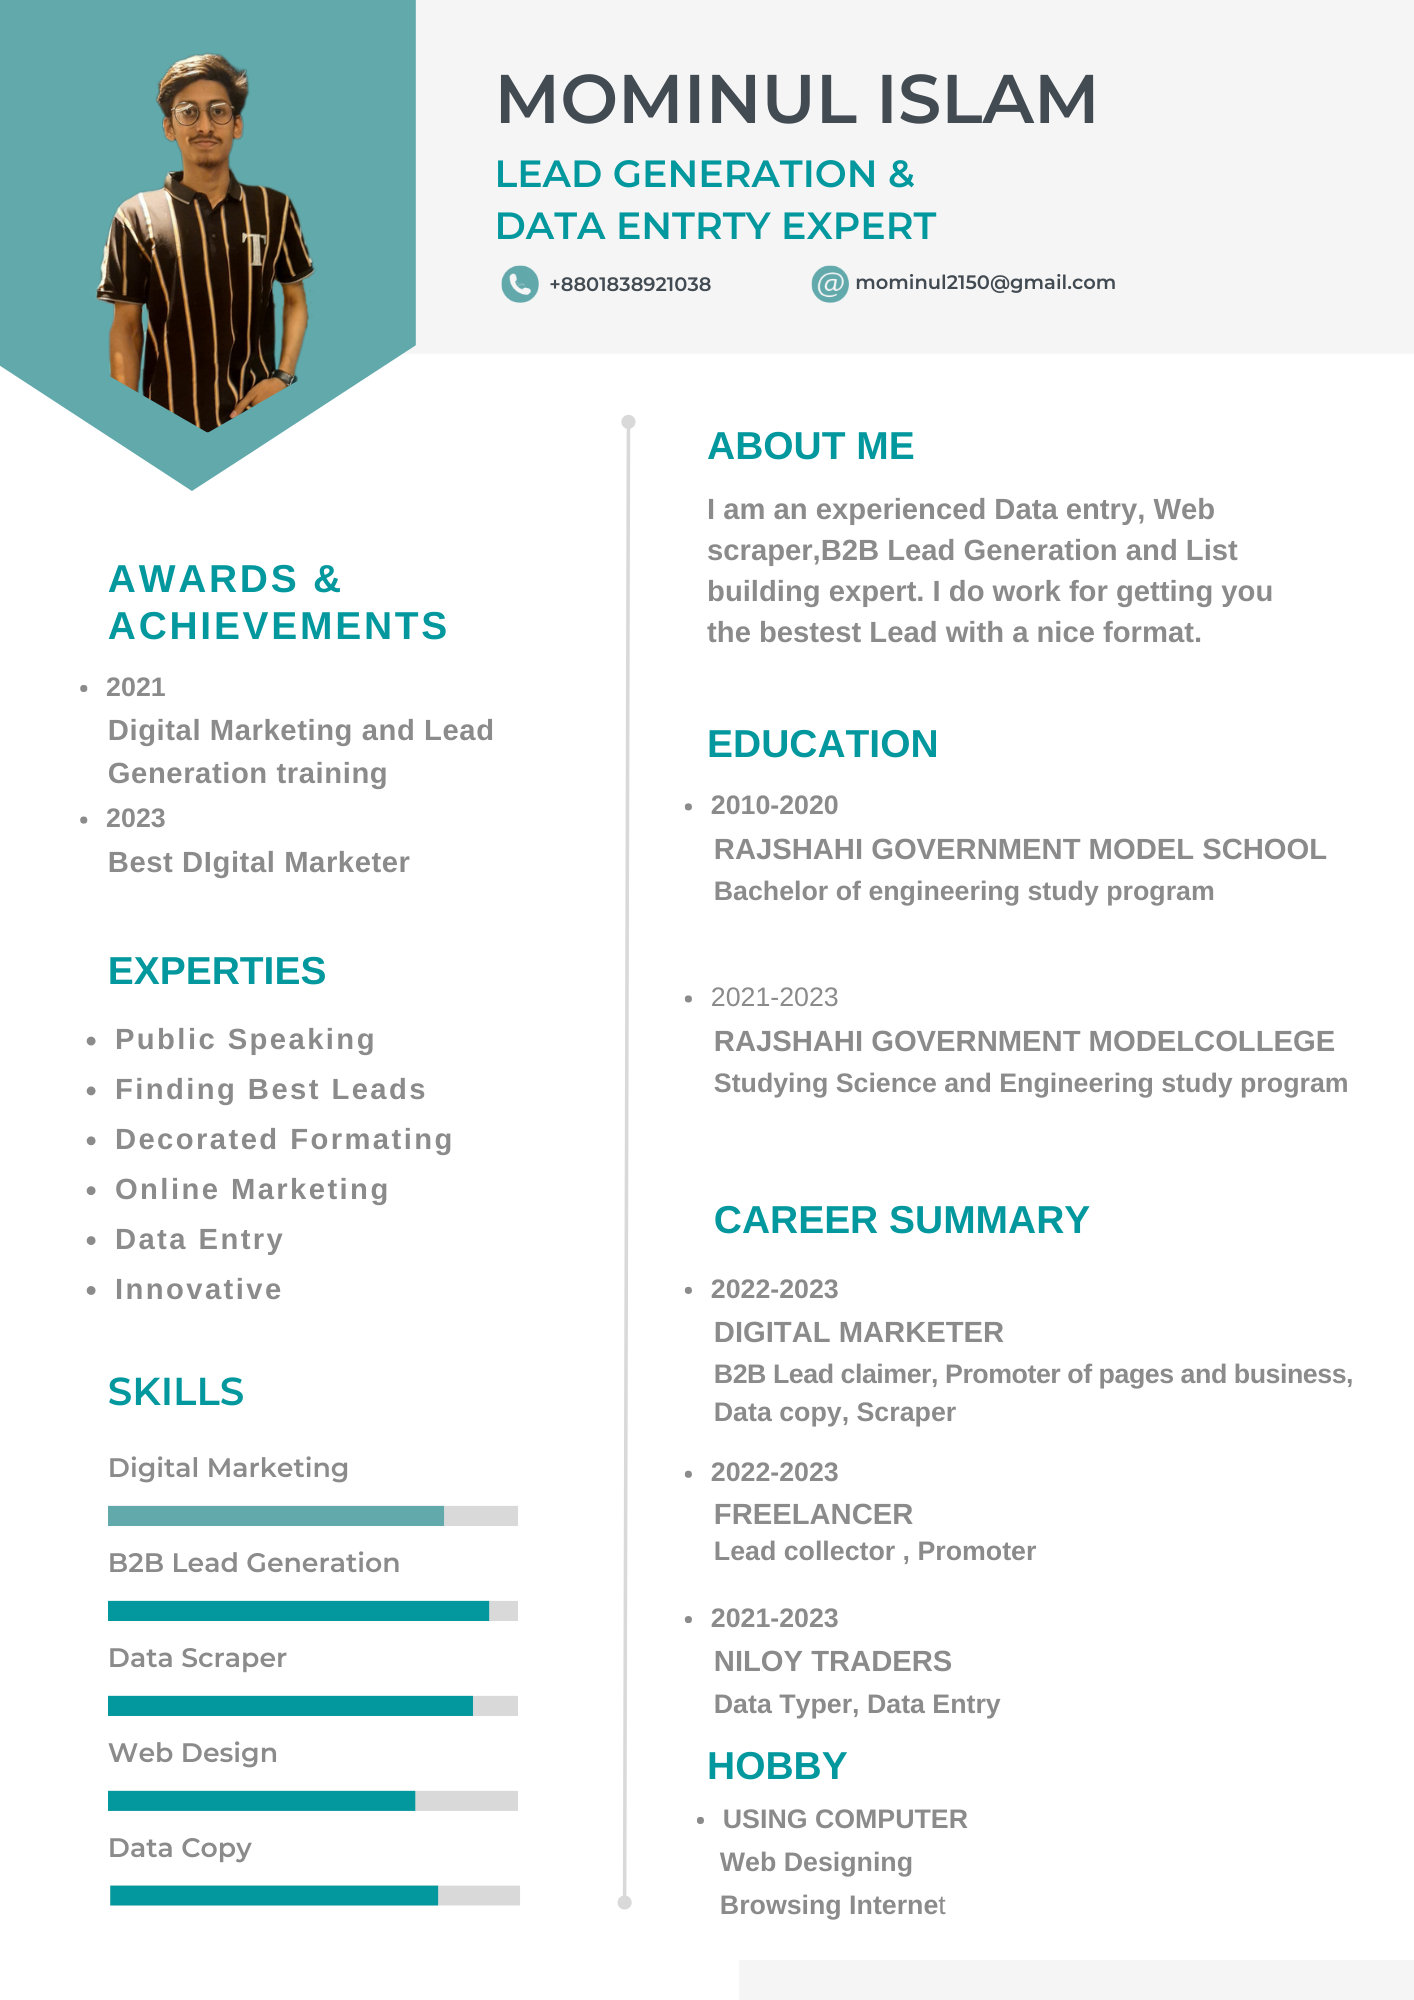 MOMINUL ISLAM
LEAD GENERATION &
DATA ENTRTY EXPERT
+8801838921038
mominul2150@gmail.com
T
AWARDS &
ACHIEVEMENTS
• 2021
Digital Marketing and Lead
Generation training
• 2023
Best DIgital Marketer
EXPERTIES
• Public Speaking
• Finding Best Leads
• Decorated Formating
• Online Marketing
• Data Entry
• Innovative
SKILLS
Digital Marketing
B2B Lead Generation
Data Scraper
Web Design
Data Copy
ABOUT ME
I am an experienced Data entry, Web
scraper,B2B Lead Generation and List
building expert. I do work for getting you
the bestest Lead with a nice format.
EDUCATION
• 2010-2020
RAJSHAHI GOVERNMENT MODEL SCHOOL
Bachelor of engineering study program
• 2021-2023
RAJSHAHI GOVERNMENT MODELCOLLEGE
Studying Science and Engineering study program
CAREER SUMMARY
• 2022-2023
DIGITAL MARKETER
B2B Lead claimer, Promoter of pages and business,
Data copy, Scraper
• 2022-2023
FREELANCER
Lead collector , Promoter
• 2021-2023
NILOY TRADERS
Data Typer, Data Entry
HOBBY
• USING COMPUTER
Web Designing
Browsing Internet